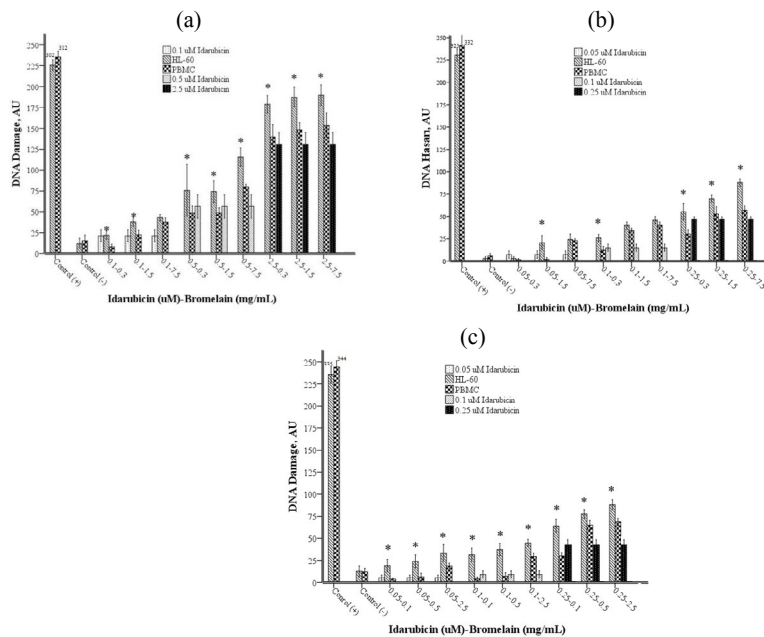 (a)
(b)
302
312
0.1 uM Idarubicin
HL-60
PBMC
0.5 uM Idarubicin
2.5 uM Idarubicin
DNA Damage, AU
250
225
200
175
150
125
100
75
50
25
0
* * * * * * * *
Control (+)
Control (-)
0.1-0.3
0.1-1.5
0.1-7.5
0.5-0.3
0.5-1.5
0.5-7.5
2.5-0.3
2.5-1.5
2.5-7.5
Idarubicin (uM)-Bromelain (mg/mL)
332
0.05 uM Idarubicin
HL-60
PBMC
0.1 uM Idarubicin
0.25 uM Idarubicin
DNA Hasarı, AU
250
225
200
175
150
125
100
75
50
25
0
* * * * *
Control (+)
Control (-)
0.05-0.3
0.05-1.5
0.05-7.5
0.1-0.3
0.1-1.5
0.1-7.5
0.25-0.3
0.25-1.5
0.25-7.5
Idarubicin (uM)-Bromelain (mg/mL)
(c)
344
0.05 uM Idarubicin
HL-60
PBMC
0.1 uM Idarubicin
0.25 uM Idarubicin
DNA Damage, AU
250
225
200
175
150
125
100
75
50
25
0
* * * * * * * * *
Control (+)
Control (-)
0.05-0.1
0.05-0.5
0.05-2.5
0.1-0.1
0.1-0.5
0.1-2.5
0.25-0.1
0.25-0.5
0.25-2.5
Idarubicin (uM)-Bromelain (mg/mL)